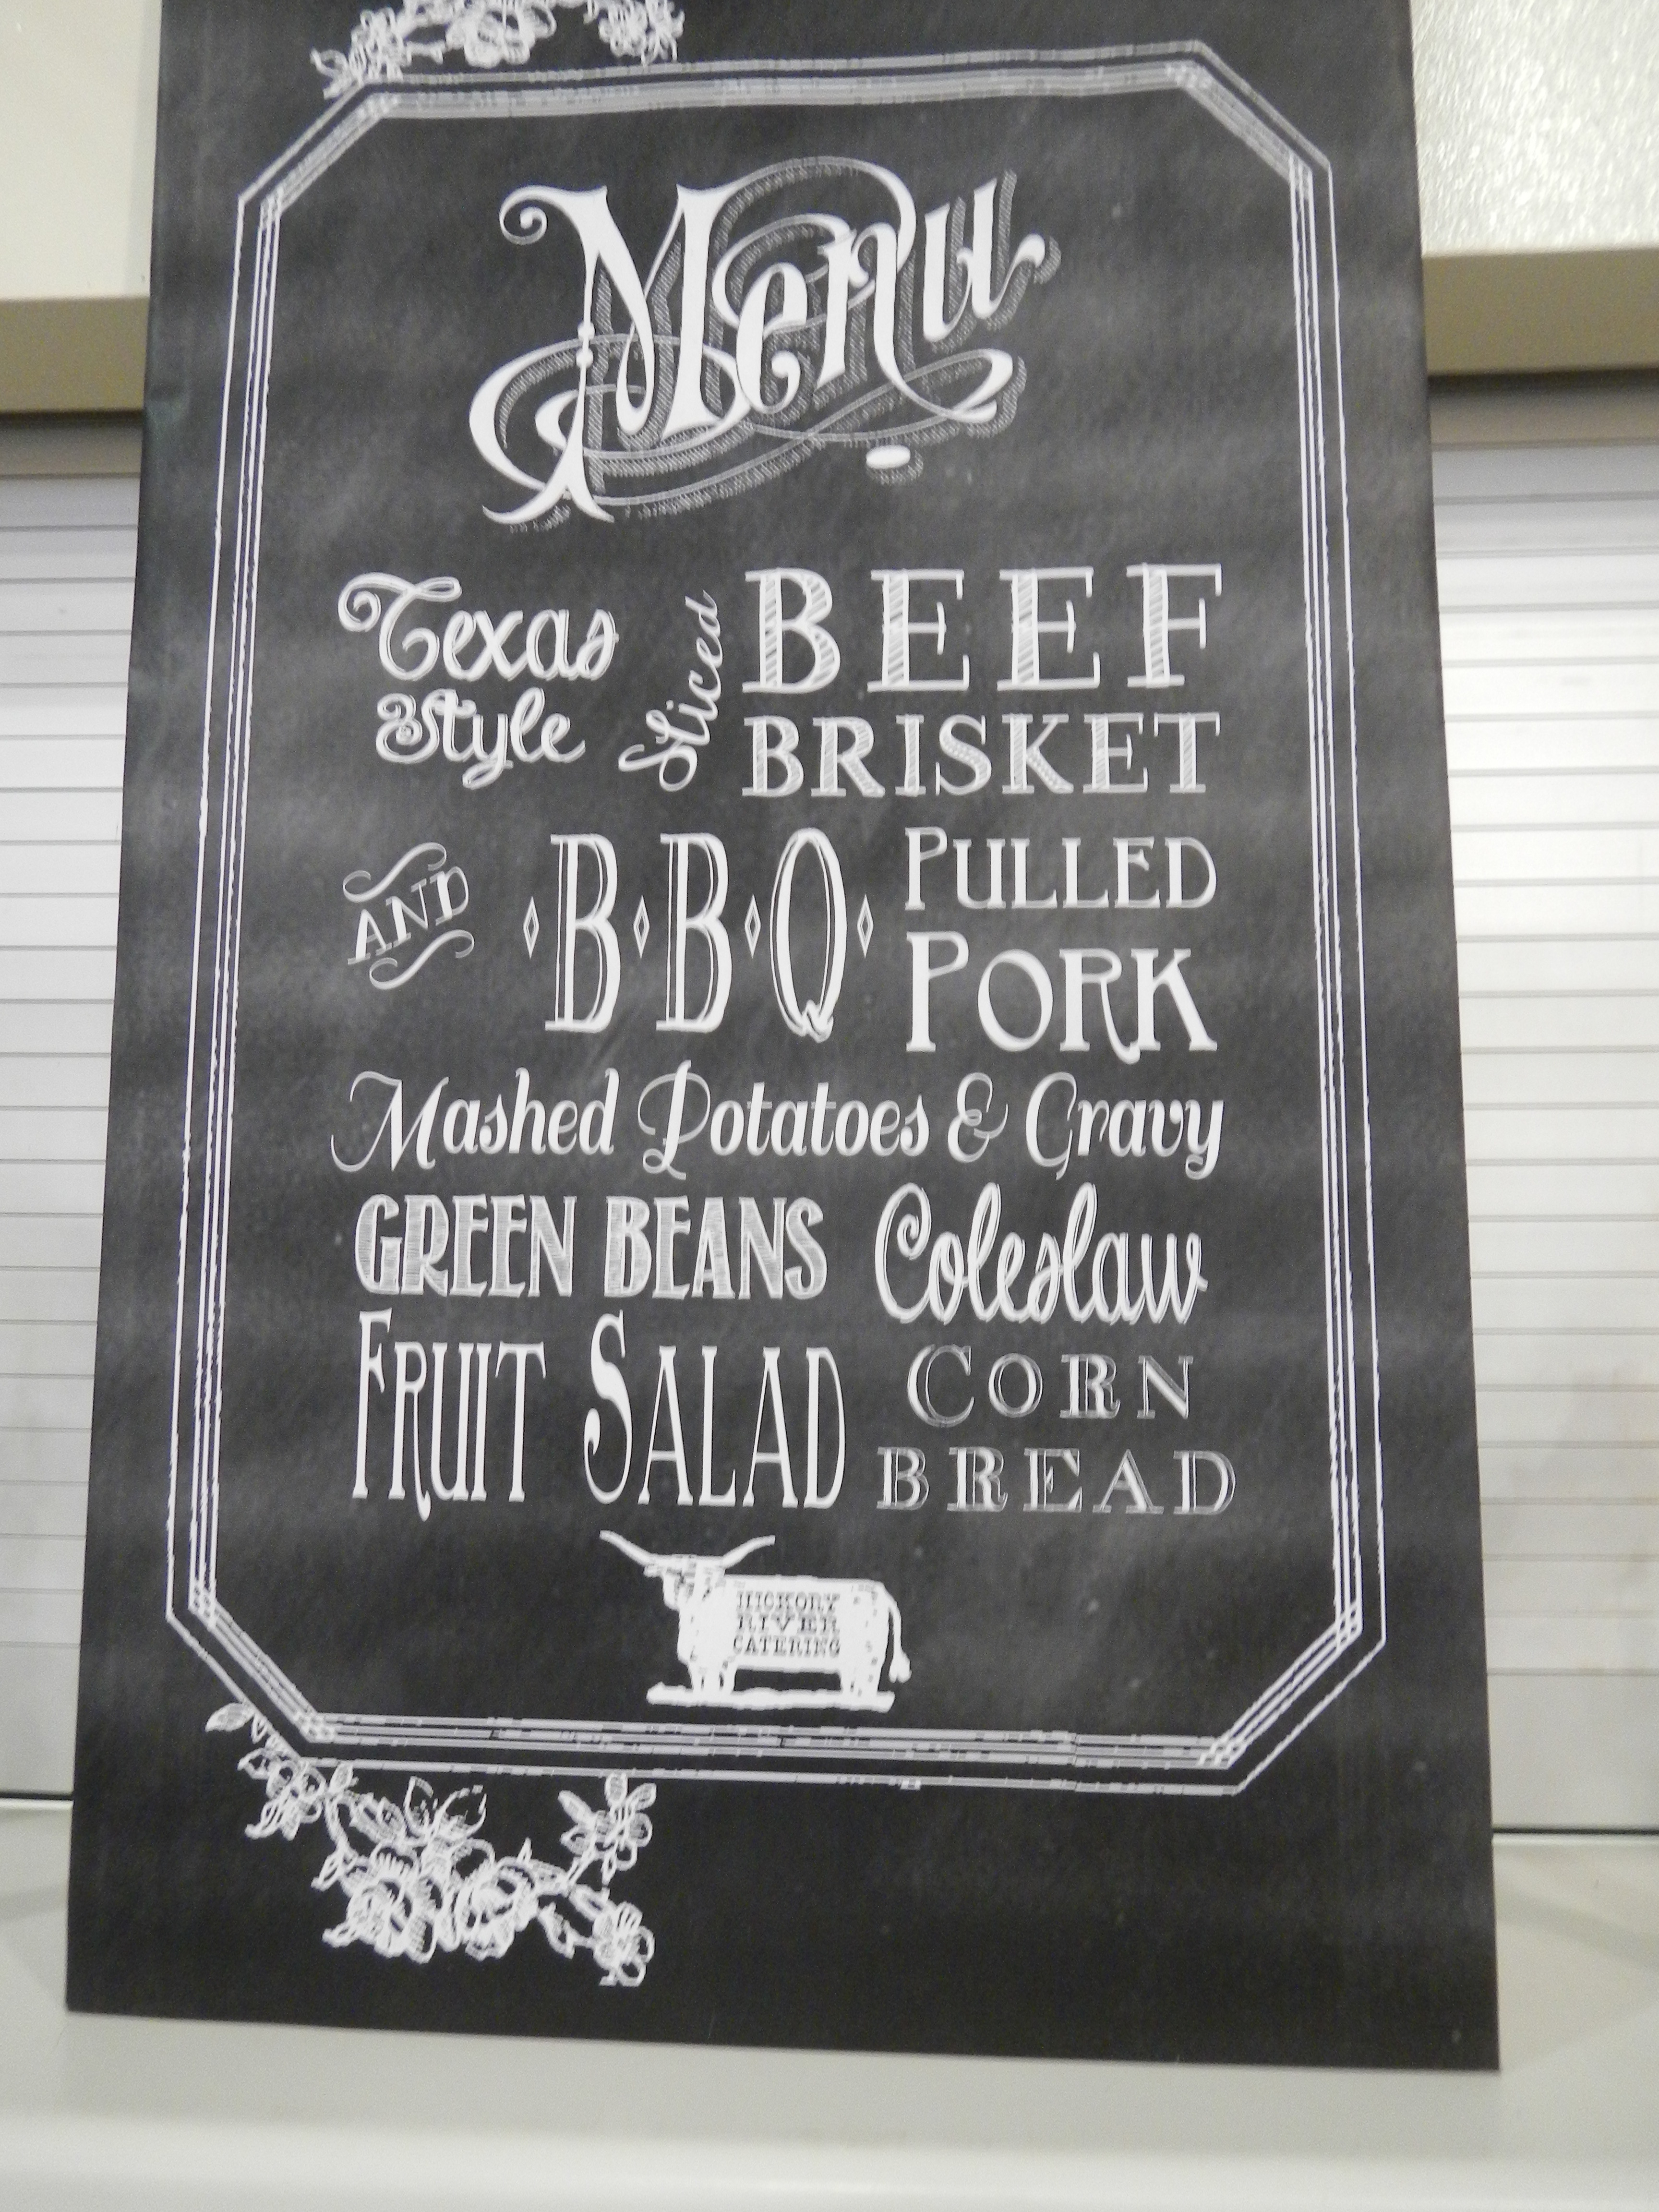 Menu
Texas Style Sliced BEEF BRISKET
AND BBQ PULLED PORK
Mashed Potatoes & Gravy
GREEN BEANS Coleslaw
FRUIT SALAD CORN BREAD
HICKORY
RIVER
CATERING